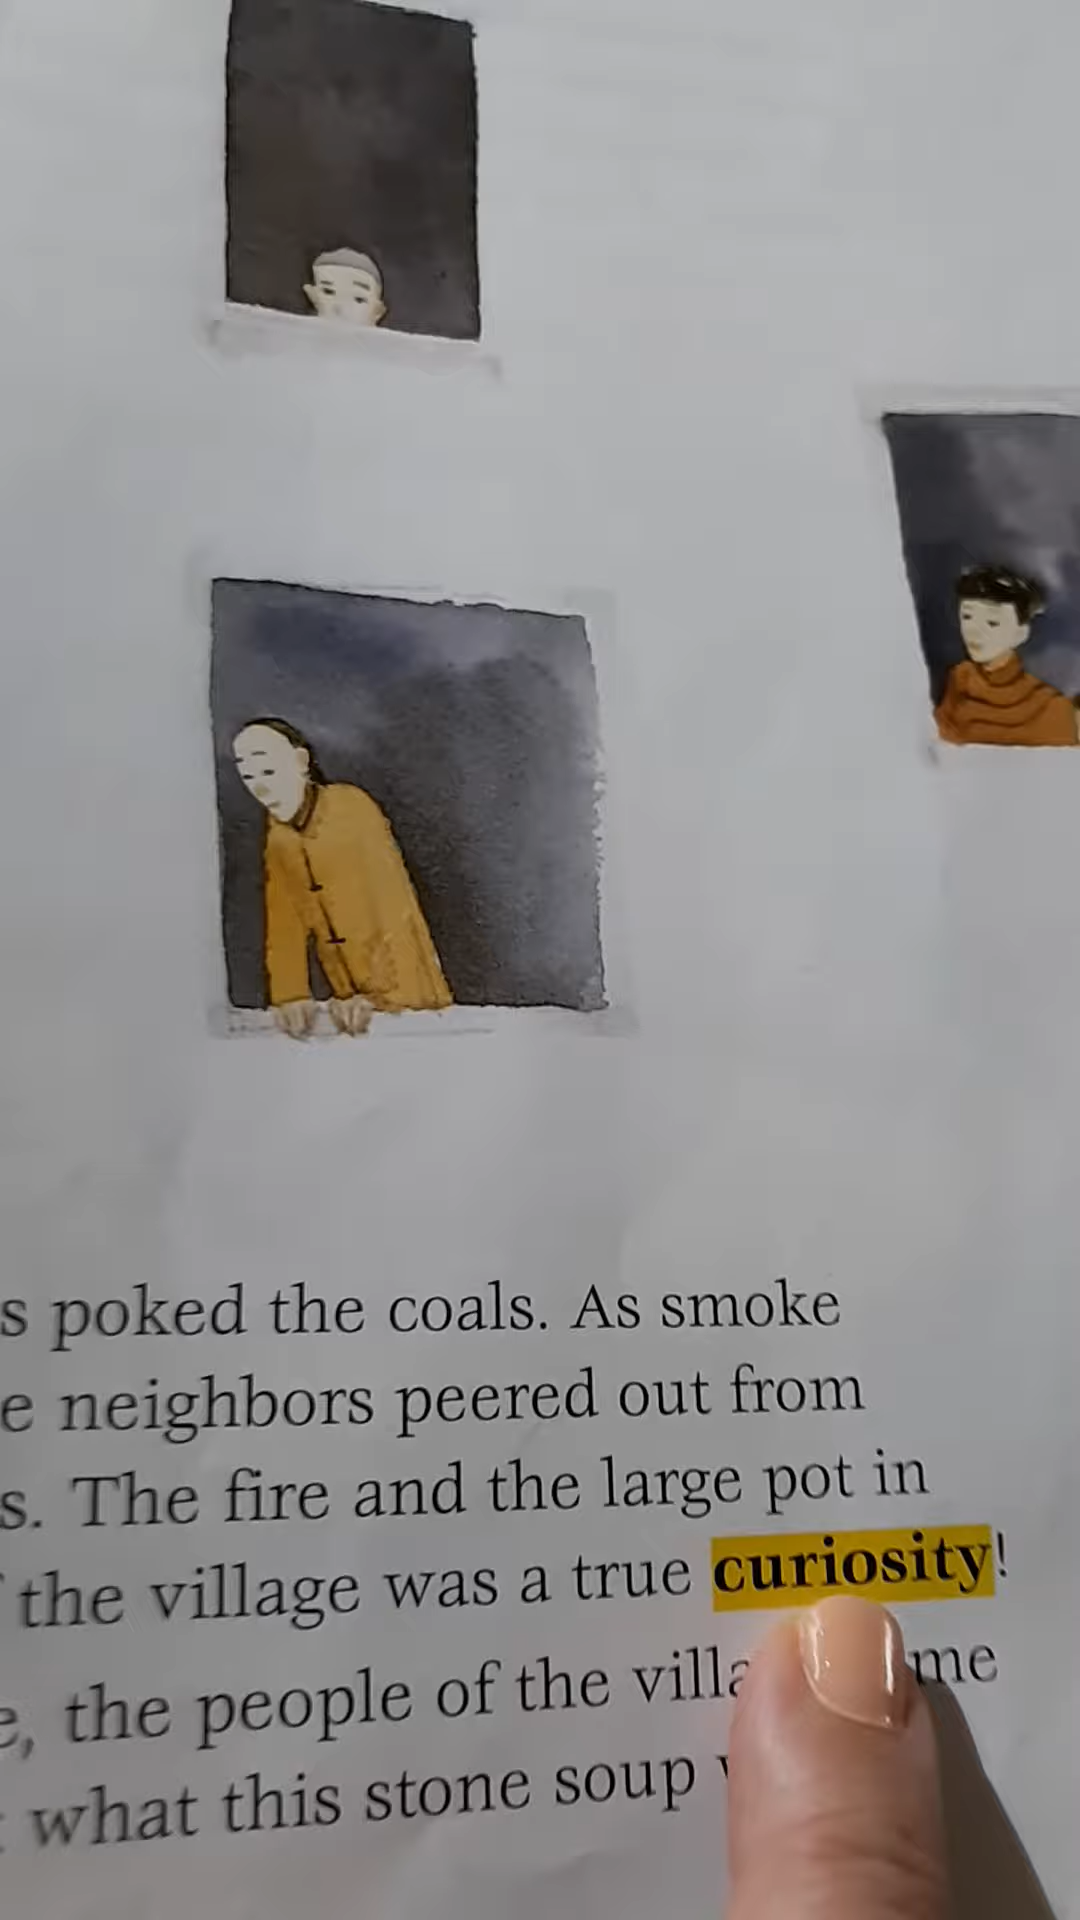 s poked the coals. As smoke
e neighbors peered out from
s. The fire and the large pot in
the village was a true curiosity!
e, the people of the villa me
what this stone soup